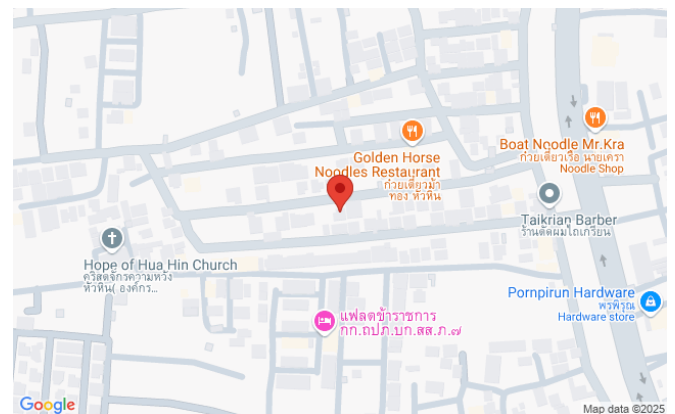 Boat Noodle Mr.Kra
ก๋วยเตี๋ยวเรือ นายเครา
Noodle Shop
Golden Horse
Noodles Restaurant
ก๋วยเตี๋ยวม้า
ทอง หัวหิน
Taikrian Barber
ร้านตัดผมไถเกรียน
Hope of Hua Hin Church
คริสตจักรความหวัง
หัวหิน( องค์กร...
Pornpirun Hardware
พรพิรุณ
Hardware store
แฟลตข้าราชการ
กก.ถปภ.บก.สส.ภ.๗
Google
Map data ©2025